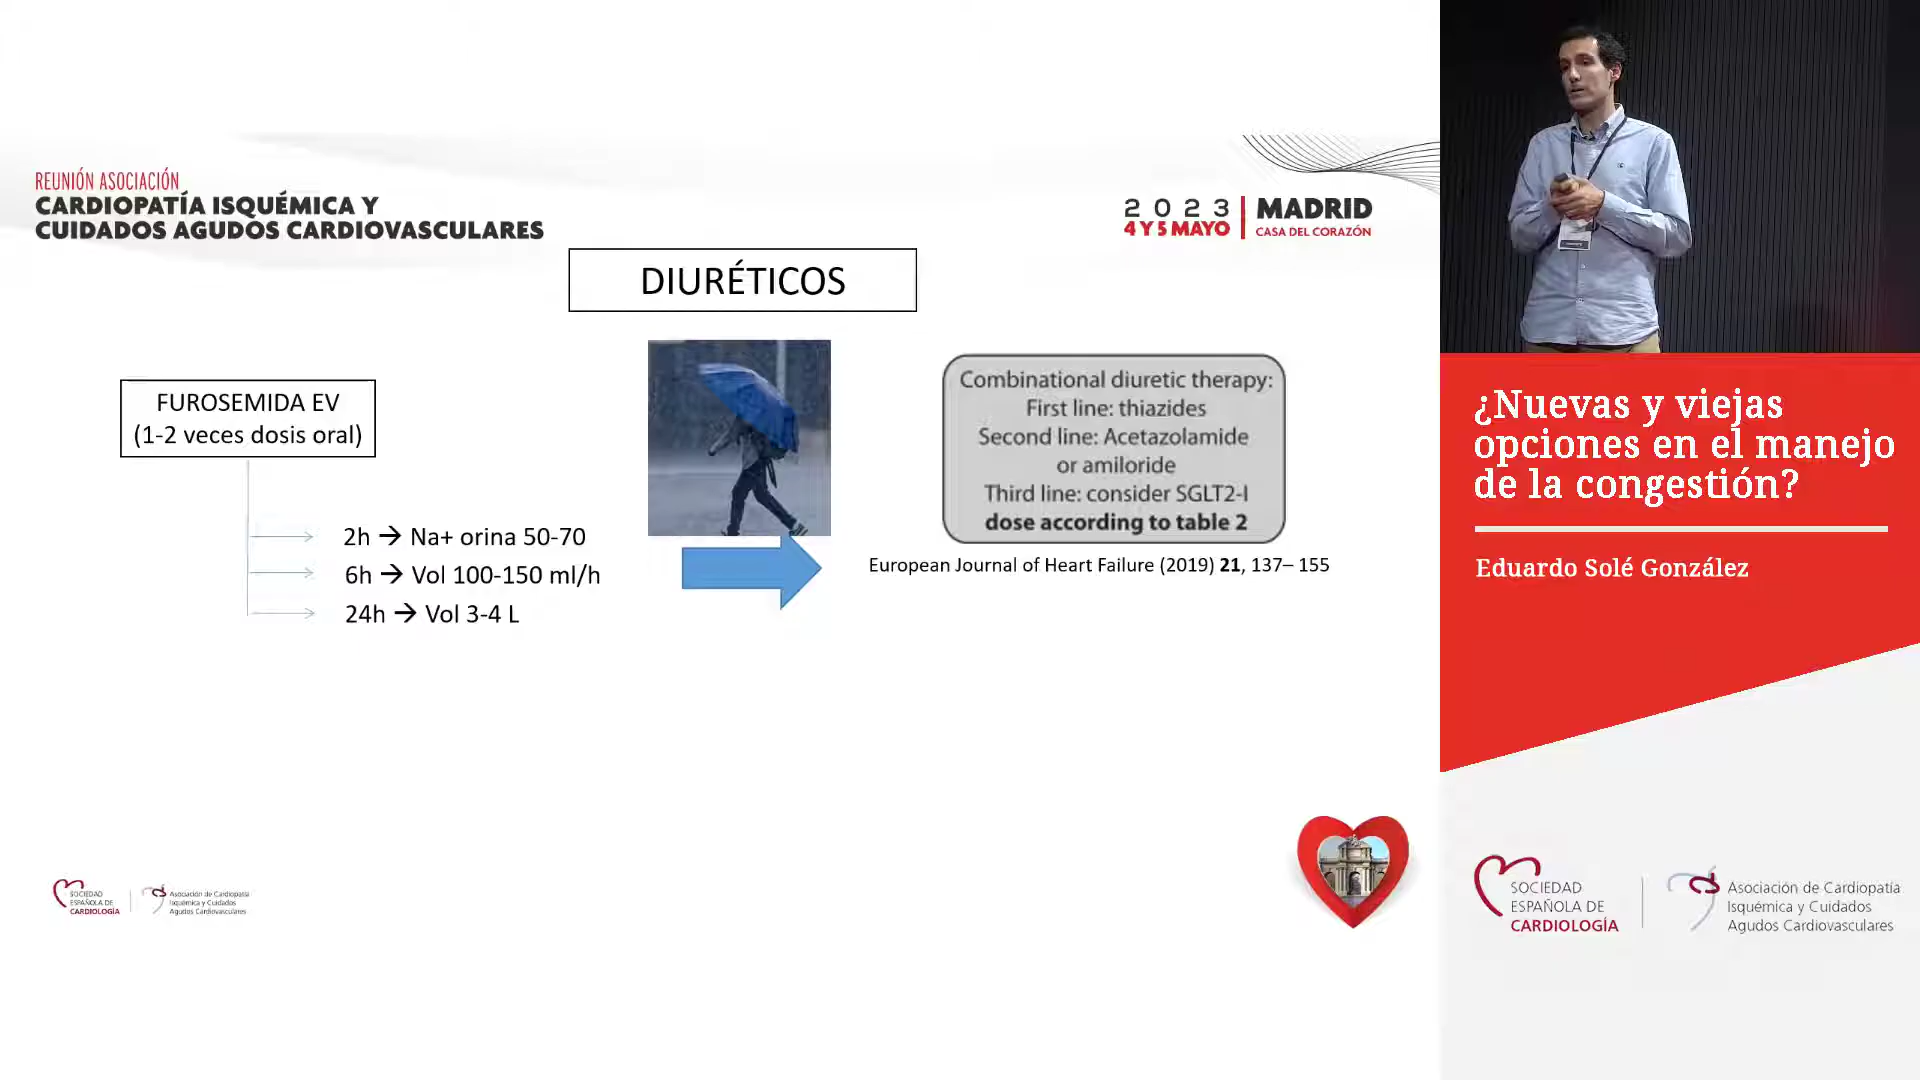 REUNIÓN ASOCIACIÓN
CARDIOPATÍA ISQUÉMICA Y
CUIDADOS AGUDOS CARDIOVASCULARES
2023
4 Y 5 MAYO
MADRID
CASA DEL CORAZÓN
DIURÉTICOS
FUROSEMIDA EV
(1-2 veces dosis oral)
2h → Na+ orina 50-70
6h → Vol 100-150 ml/h
24h → Vol 3-4 L
Combinational diuretic therapy:
First line: thiazides
Second line: Acetazolamide
or amiloride
Third line: consider SGLT2-I
dose according to table 2
European Journal of Heart Failure (2019) 21, 137– 155
SOCIEDAD
ESPAÑOLA DE
CARDIOLOGÍA
Asociación de Cardiopatía
Isquémica y Cuidados
Agudos Cardiovasculares
¿Nuevas y viejas
opciones en el manejo
de la congestión?
Eduardo Solé González
SOCIEDAD
ESPAÑOLA DE
CARDIOLOGÍA
Asociación de Cardiopatía
Isquémica y Cuidados
Agudos Cardiovasculares